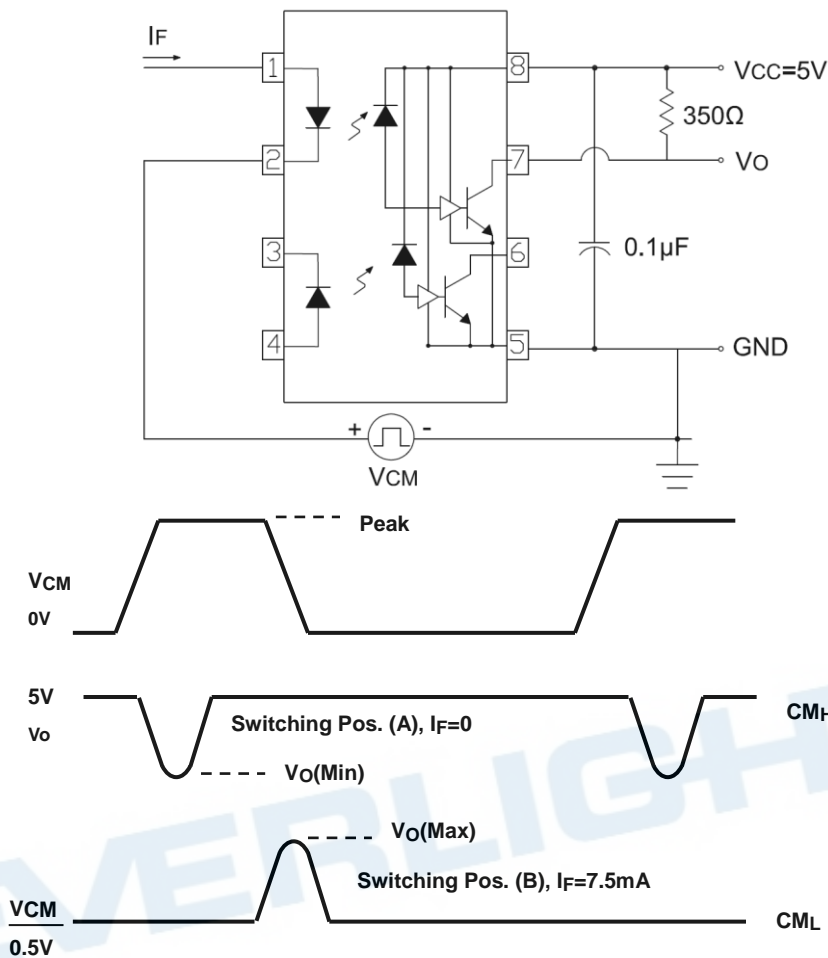 IF
1
8
VCC=5V
350Ω
2
7
VO
3
6
0.1µF
4
5
GND
+
-
VCM
Peak
VCM
0V
5V
Vo
Switching Pos. (A), IF=0
CMH
VO(Min)
VO(Max)
Switching Pos. (B), IF=7.5mA
VCM
0.5V
CML
EVERLIGH